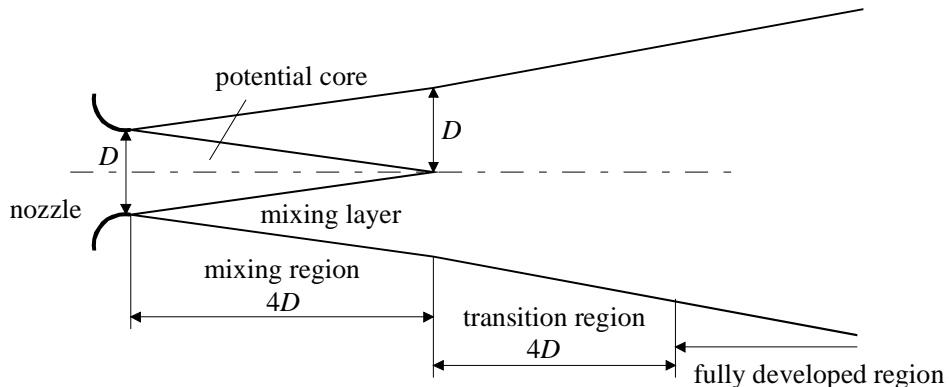 potential core
D
D
nozzle
mixing layer
mixing region
4D
transition region
4D
fully developed region